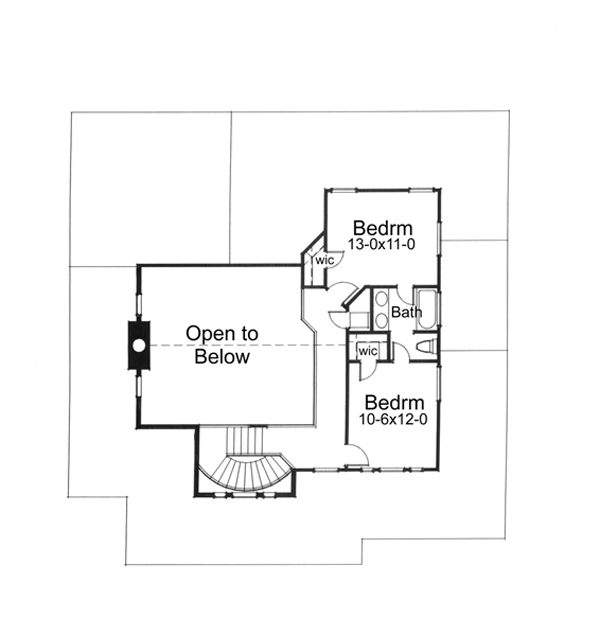 Bedrm
13-0x11-0
wic
Bath
Open to
Below
wic
Bedrm
10-6x12-0